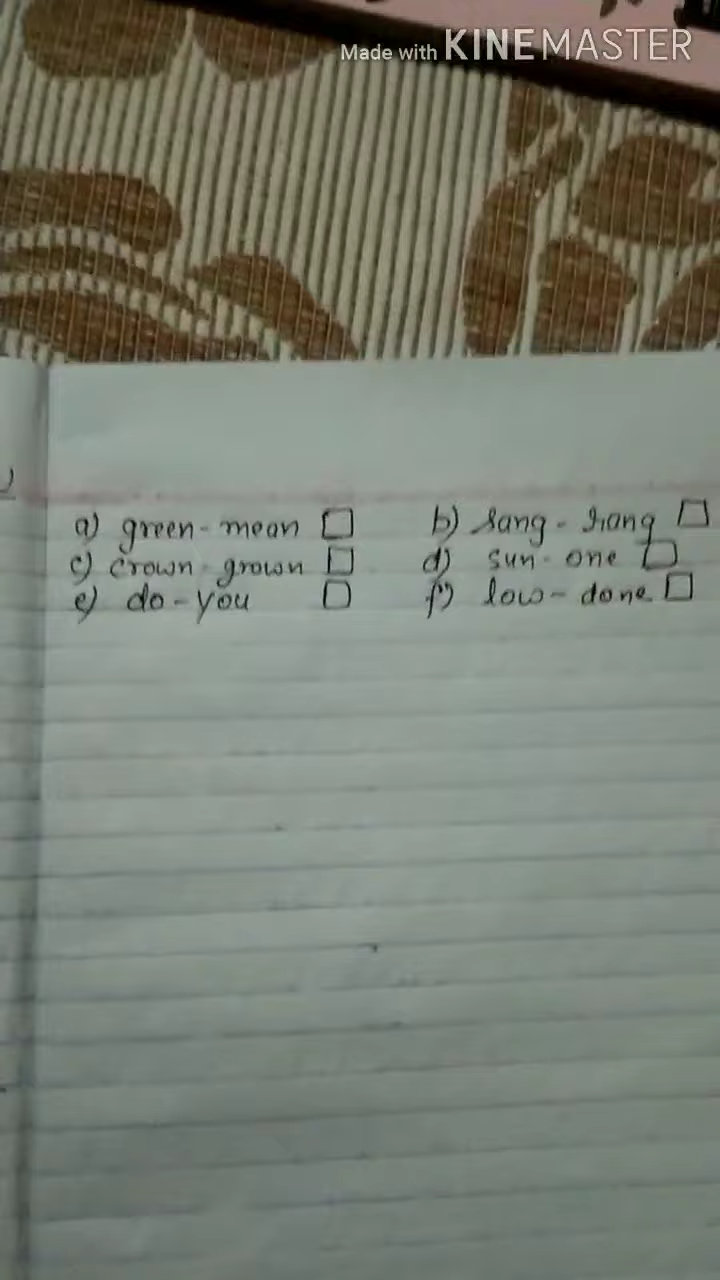 Made with KINEMASTER
a) green - mean □ b) sang - rang □
c) crown - grown □ d) sun - one □
e) do - you □ f) low - done □